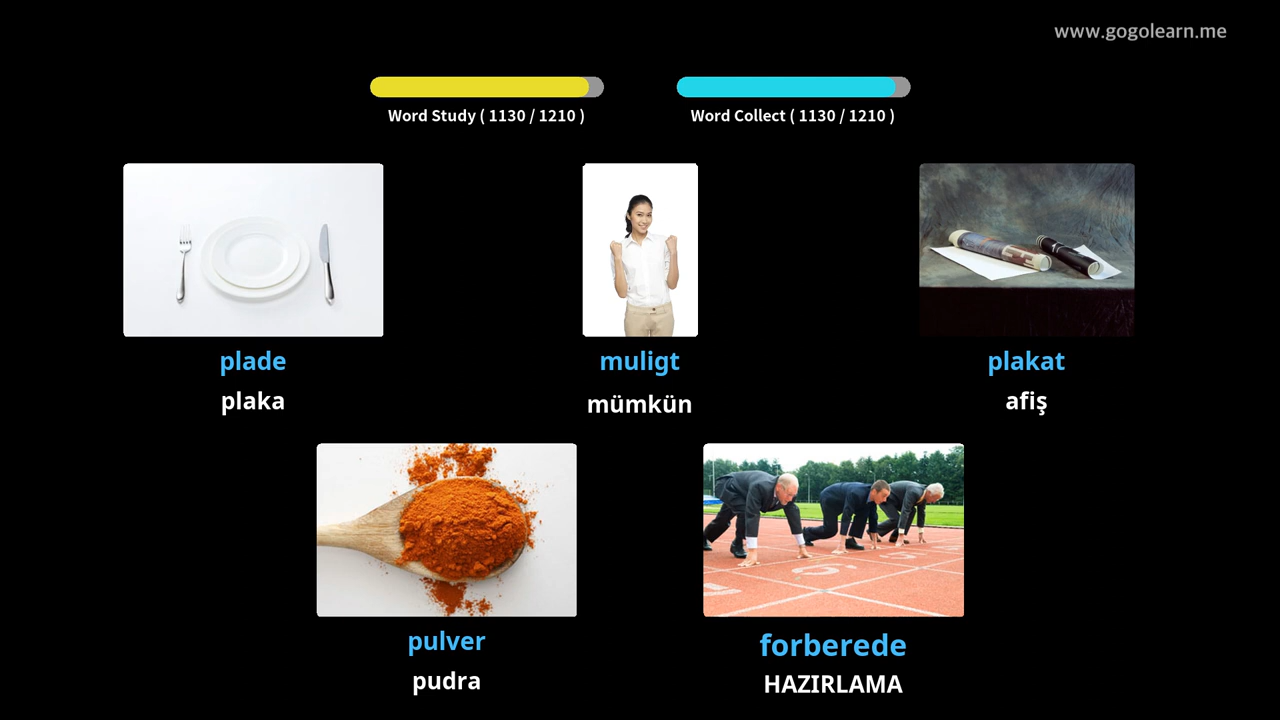 www.gogolearn.me
Word Study ( 1130 / 1210 )
Word Collect ( 1130 / 1210 )
plade
plaka
muligt
mümkün
plakat
afiş
pulver
pudra
forberede
HAZIRLAMA